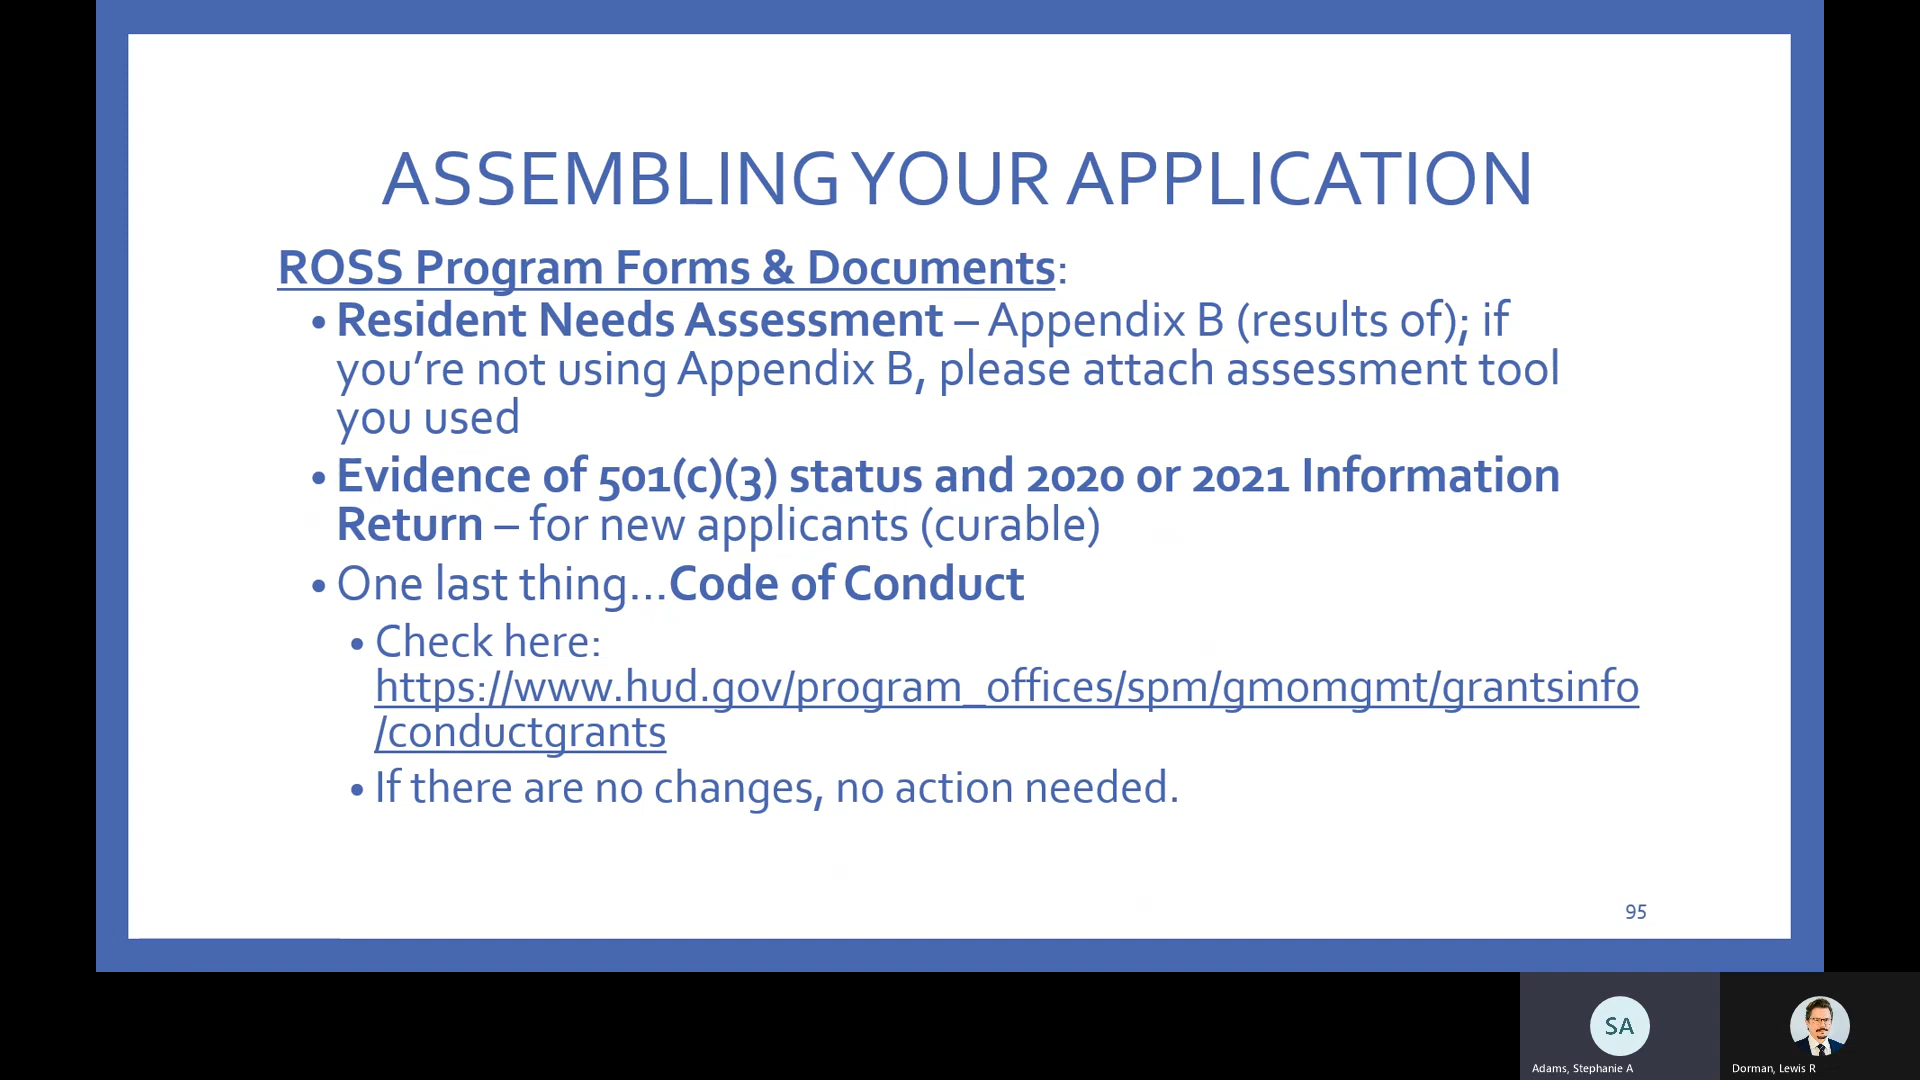 ASSEMBLING YOUR APPLICATION
ROSS Program Forms & Documents:
• Resident Needs Assessment – Appendix B (results of); if
you’re not using Appendix B, please attach assessment tool
you used
• Evidence of 501(c)(3) status and 2020 or 2021 Information
Return – for new applicants (curable)
• One last thing…Code of Conduct
• Check here:
https://www.hud.gov/program_offices/spm/gmomgmt/grantsinfo
/conductgrants
• If there are no changes, no action needed.
95
SA
Adams, Stephanie A
Dorman, Lewis R